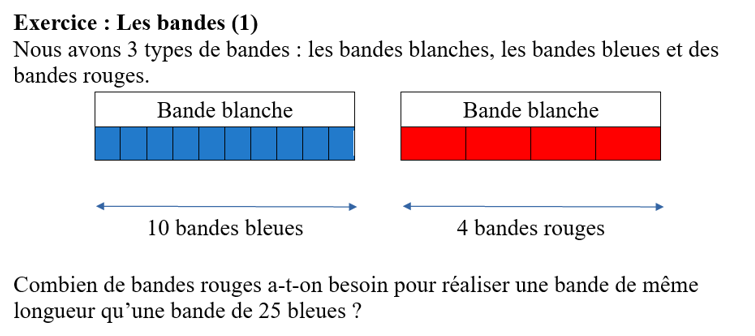 Exercice : Les bandes (1)
Nous avons 3 types de bandes : les bandes blanches, les bandes bleues et des
bandes rouges.
Bande blanche
Bande blanche
10 bandes bleues
4 bandes rouges
Combien de bandes rouges a-t-on besoin pour réaliser une bande de même
longueur qu’une bande de 25 bleues ?